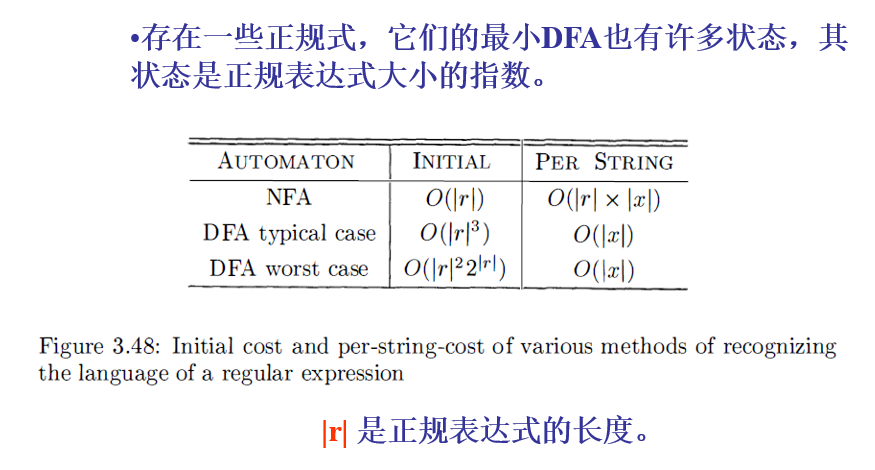 •存在一些正规式，它们的最小DFA也有许多状态，其
状态是正规表达式大小的指数。
AUTOMATON INITIAL PER STRING
NFA O(|r|) O(|r| × |x|)
DFA typical case O(|r|³) O(|x|)
DFA worst case O(|r|²2^|r|) O(|x|)
Figure 3.48: Initial cost and per-string-cost of various methods of recognizing
the language of a regular expression
|r| 是正规表达式的长度。